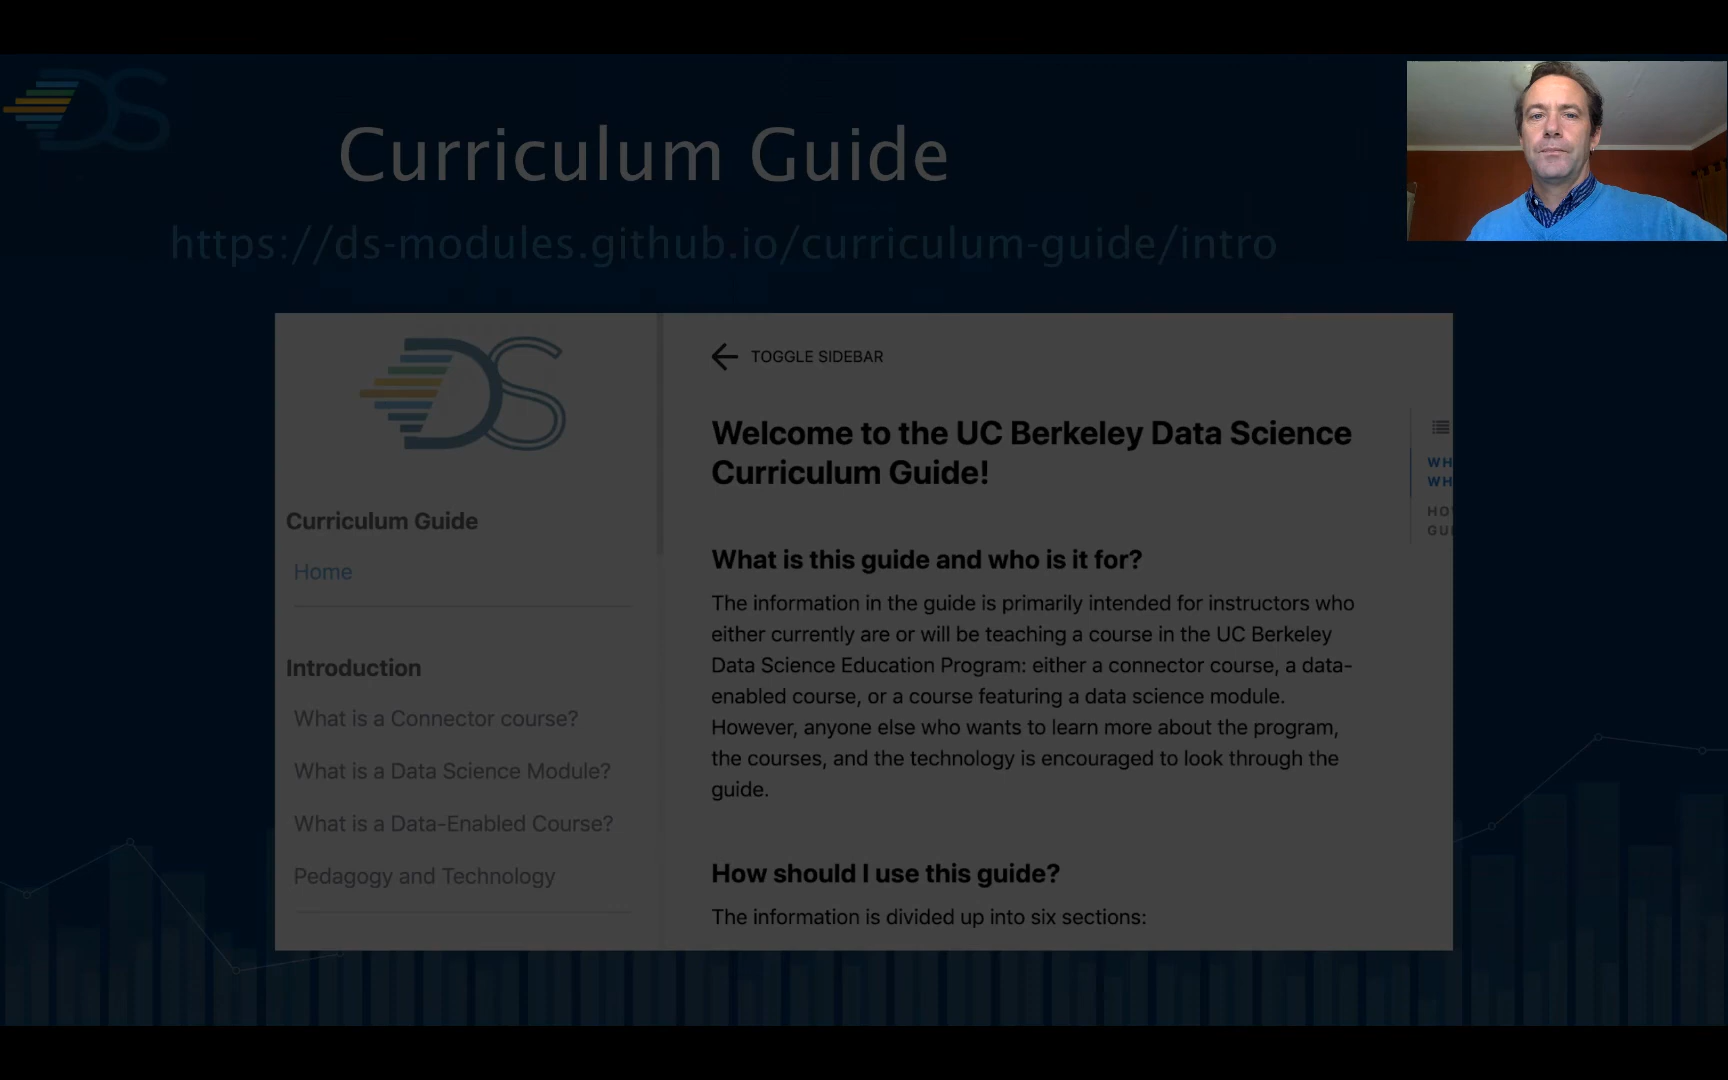 DS
Curriculum Guide
https://ds-modules.github.io/curriculum-guide/intro
DS
Curriculum Guide
Home
Introduction
What is a Connector course?
What is a Data Science Module?
What is a Data-Enabled Course?
Pedagogy and Technology
TOGGLE SIDEBAR
Welcome to the UC Berkeley Data Science
Curriculum Guide!
What is this guide and who is it for?
The information in the guide is primarily intended for instructors who
either currently are or will be teaching a course in the UC Berkeley
Data Science Education Program: either a connector course, a data-
enabled course, or a course featuring a data science module.
However, anyone else who wants to learn more about the program,
the courses, and the technology is encouraged to look through the
guide.
How should I use this guide?
The information is divided up into six sections:
WH
WH
HO
GU